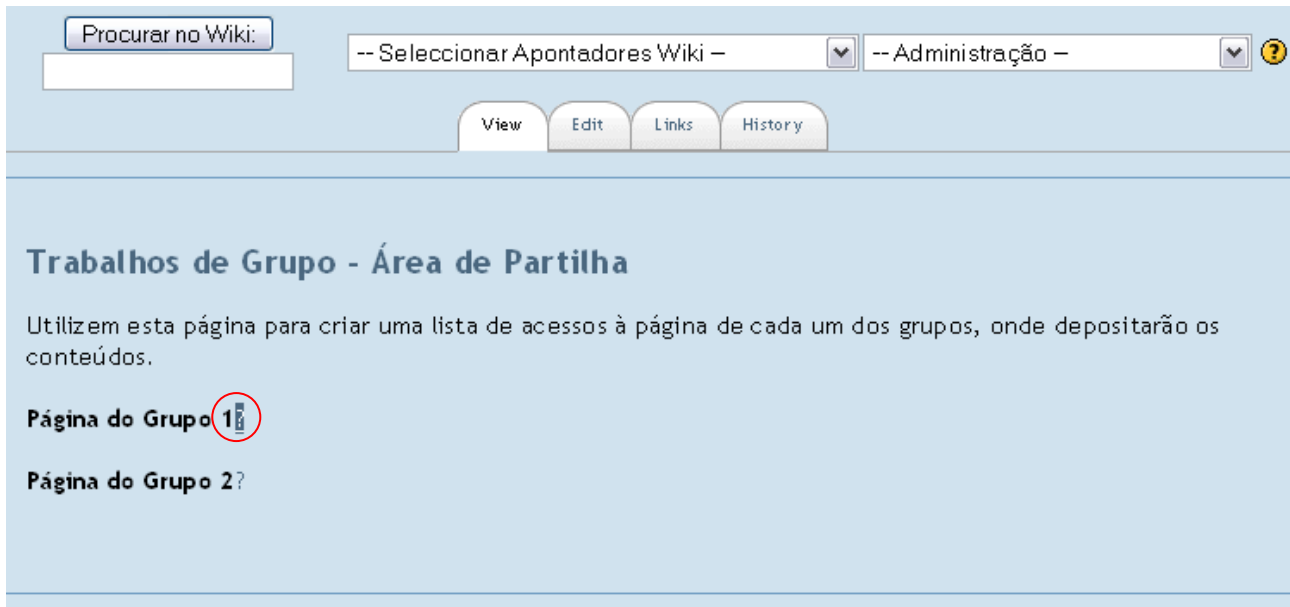 Procurar no Wiki:
-- Seleccionar Apontadores Wiki --
-- Administração --
?
View
Edit
Links
History
Trabalhos de Grupo - Área de Partilha
Utilizem esta página para criar uma lista de acessos à página de cada um dos grupos, onde depositarão os
conteúdos.
Página do Grupo 1?
Página do Grupo 2?